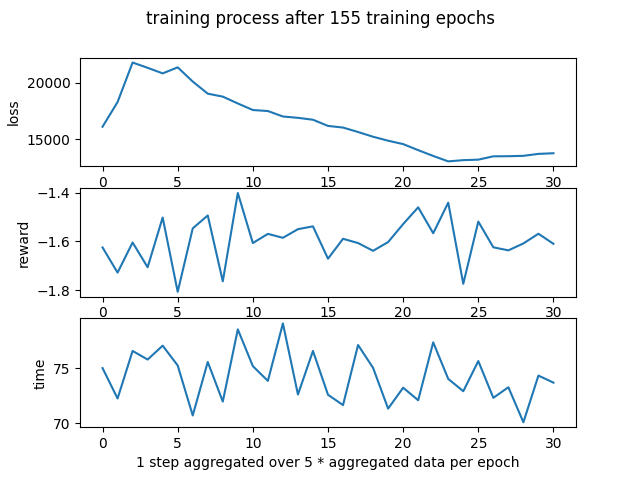 training process after 155 training epochs
20000
15000
loss
0 5 10 15 20 25 30
−1.4
−1.6
−1.8
reward
0 5 10 15 20 25 30
75
70
time
0 5 10 15 20 25 30
1 step aggregated over 5 * aggregated data per epoch